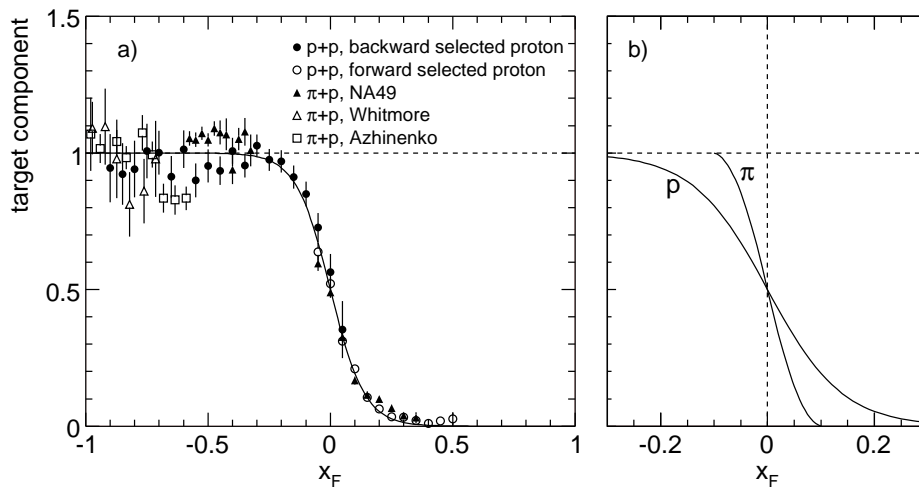 a)
p+p, backward selected proton
p+p, forward selected proton
π+p, NA49
π+p, Whitmore
π+p, Azhinenko
target component
1.5
1
0.5
0
-1
-0.5
0
0.5
1
x_F
b)
p
π
-0.2
0
0.2
x_F